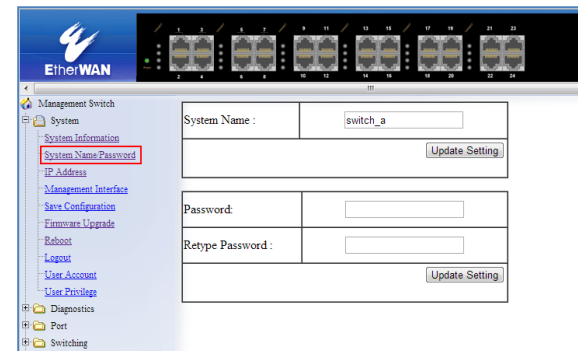 1 3 5 7 9 11 13 15 17 19 21 23
EtherWAN
2 4 6 8 10 12 14 16 18 20 22 24
Management Switch
System
System Information
System Name/Password
IP Address
Management Interface
Save Configuration
Firmware Upgrade
Reboot
Logout
User Account
User Privilege
Diagnostics
Port
Switching
System Name :
switch_a
Update Setting
Password:
Retype Password :
Update Setting